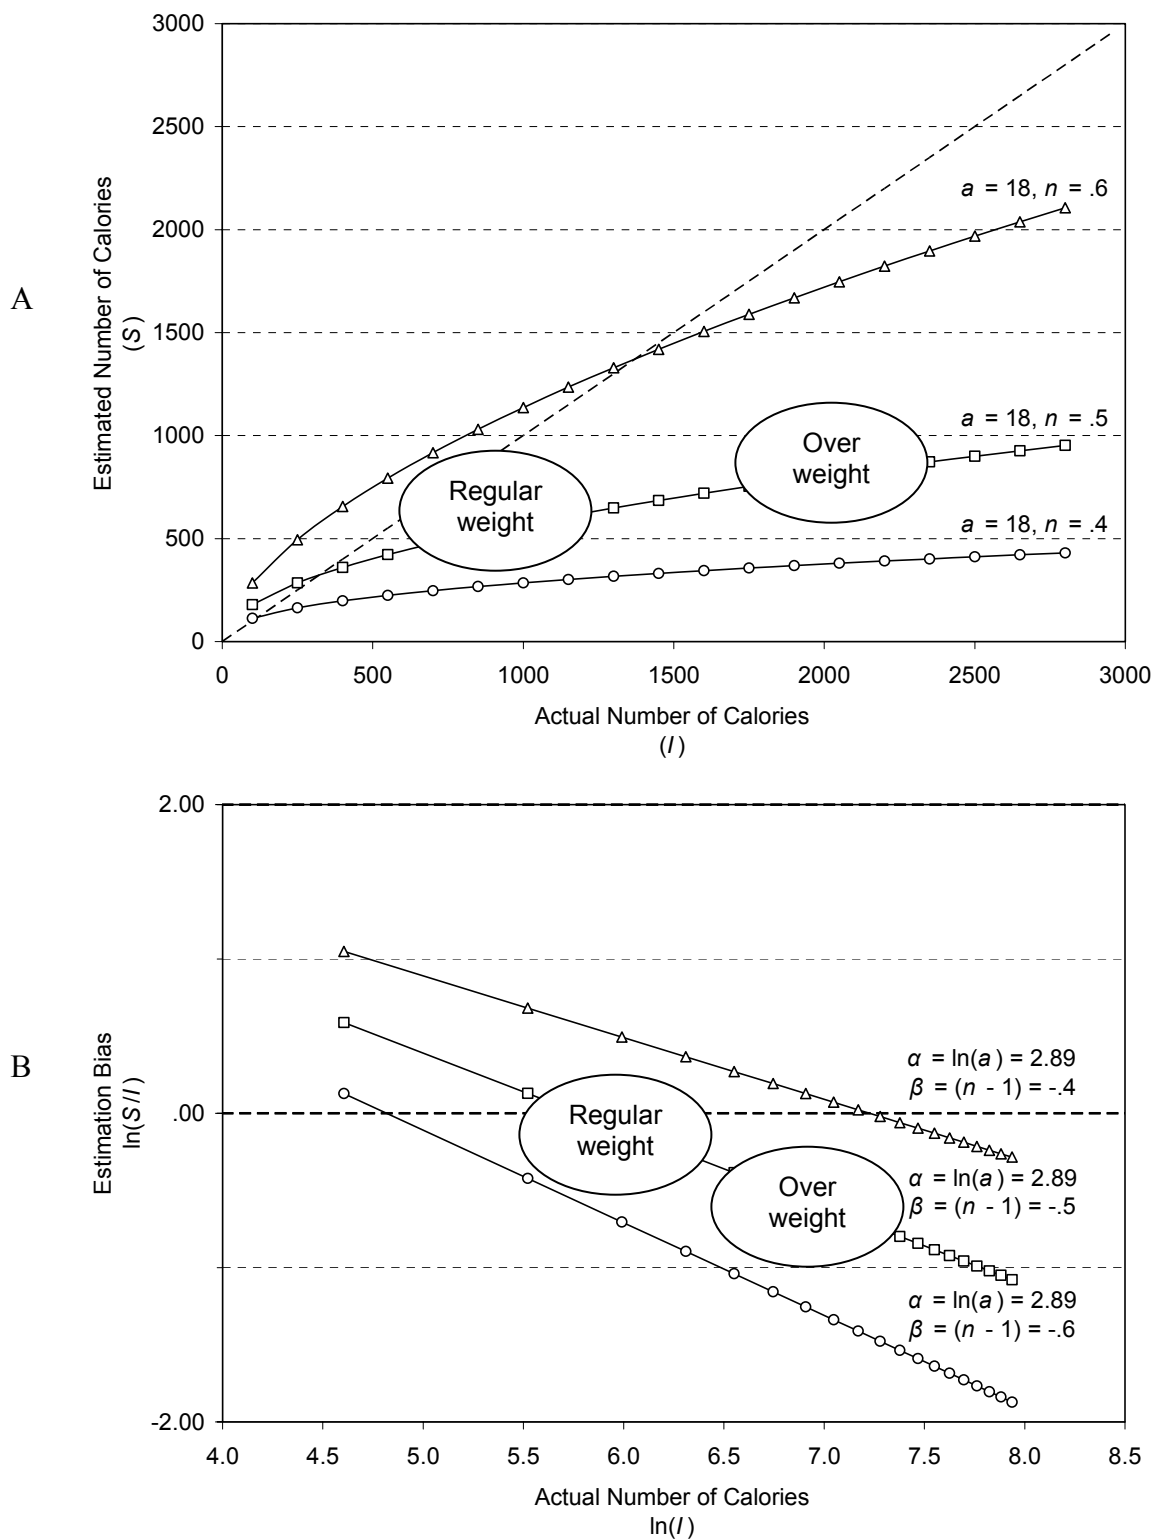 A
Estimated Number of Calories
(S)
3000
2500
2000
1500
1000
500
0
a = 18, n = .6
a = 18, n = .5
a = 18, n = .4
Regular
weight
Over
weight
0 500 1000 1500 2000 2500 3000
Actual Number of Calories
(I)
B
Estimation Bias
ln(S/I)
2.00
.00
-2.00
Regular
weight
Over
weight
α = ln(a) = 2.89
β = (n - 1) = -.4
α = ln(a) = 2.89
β = (n - 1) = -.5
α = ln(a) = 2.89
β = (n - 1) = -.6
4.0 4.5 5.0 5.5 6.0 6.5 7.0 7.5 8.0 8.5
Actual Number of Calories
ln(I)